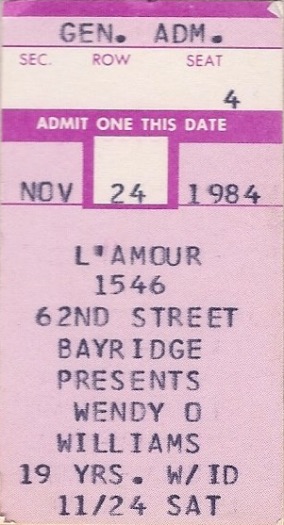 GEN. ADM.
SEC. ROW SEAT
4
ADMIT ONE THIS DATE
NOV 24 1984
L'AMOUR
1546
62ND STREET
BAYRIDGE
PRESENTS
WENDY O
WILLIAMS
19 YRS. W/ID
11/24 SAT